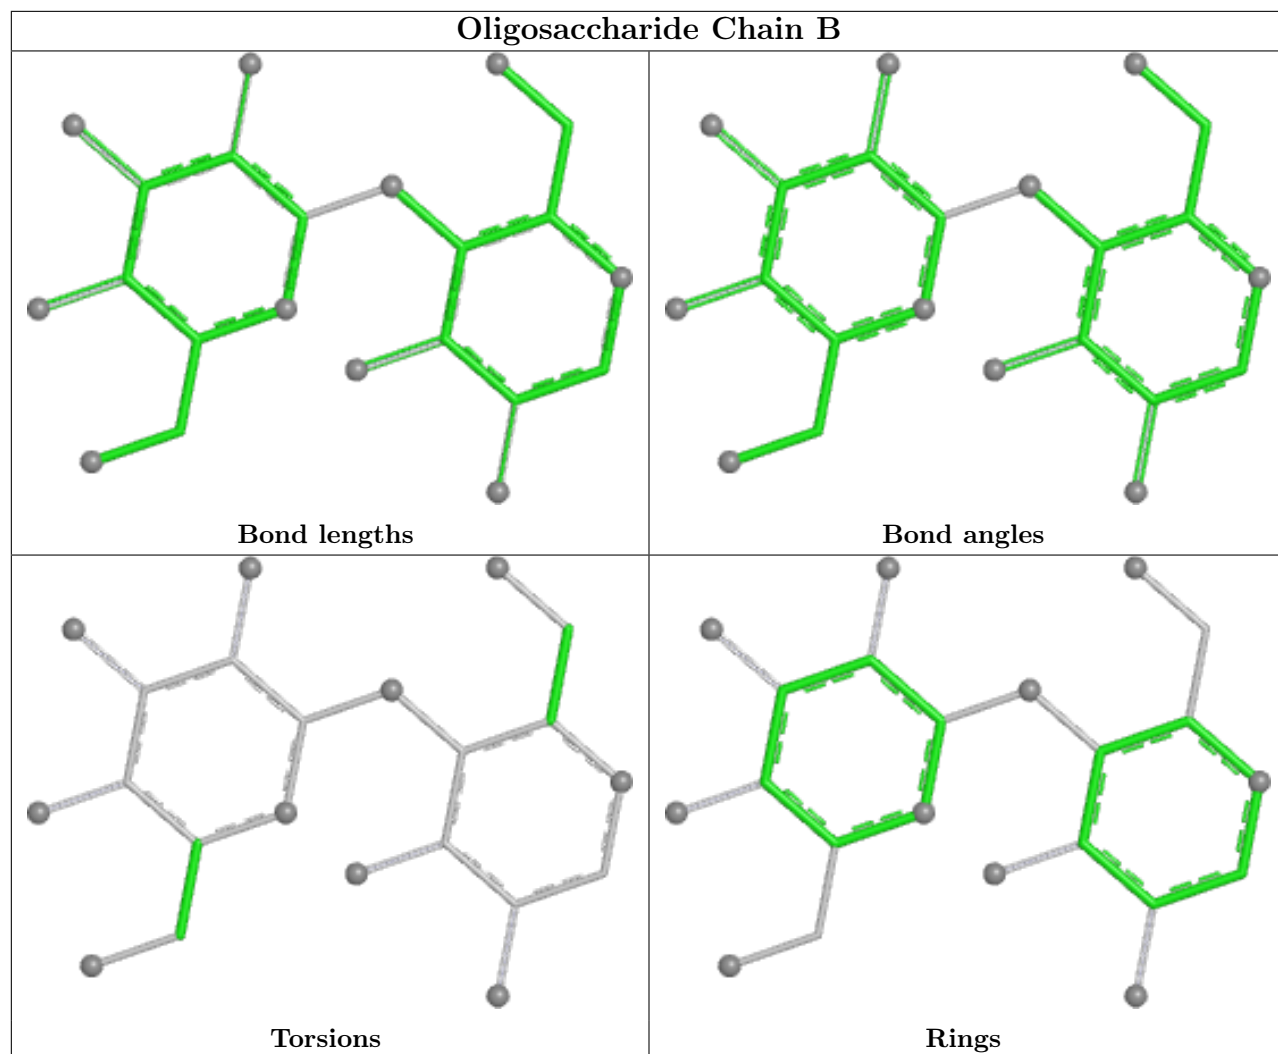 Oligosaccharide Chain B
Bond lengths
Bond angles
Torsions
Rings